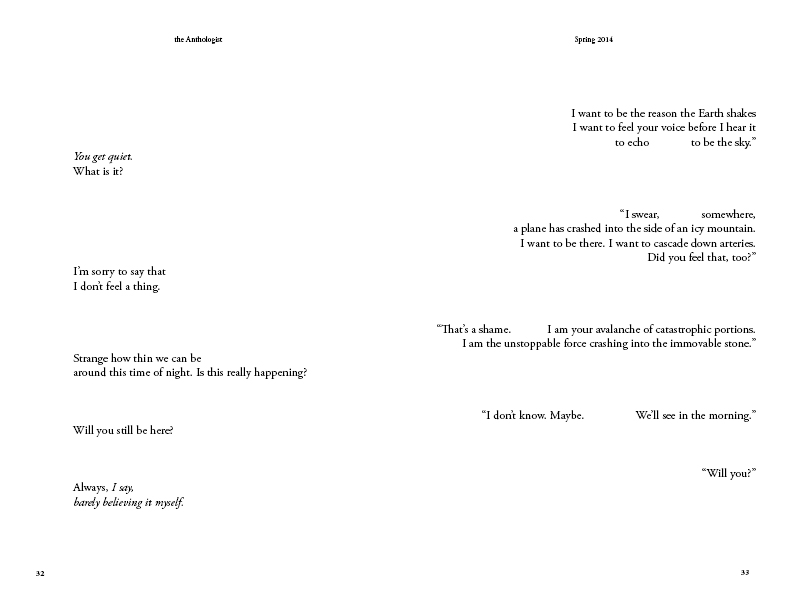 the Anthologist
You get quiet.
What is it?
I'm sorry to say that
I don't feel a thing.
Strange how thin we can be
around this time of night. Is this really happening?
Will you still be here?
Always, I say,
barely believing it myself.
32
Spring 2014
I want to be the reason the Earth shakes
I want to feel your voice before I hear it
to echo to be the sky.”
“I swear, somewhere,
a plane has crashed into the side of an icy mountain.
I want to be there. I want to cascade down arteries.
Did you feel that, too?”
“That’s a shame. I am your avalanche of catastrophic portions.
I am the unstoppable force crashing into the immovable stone.”
“I don’t know. Maybe. We’ll see in the morning.”
“Will you?”
33